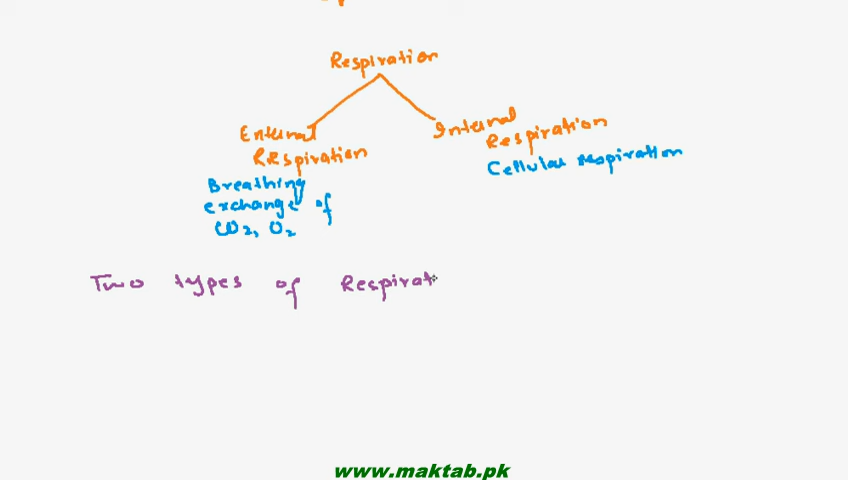 Respiration
External
Respiration
Internal
Respiration
Breathing
exchange of
CO2, O2
Cellular respiration
Two types of Respirat
www.maktab.pk